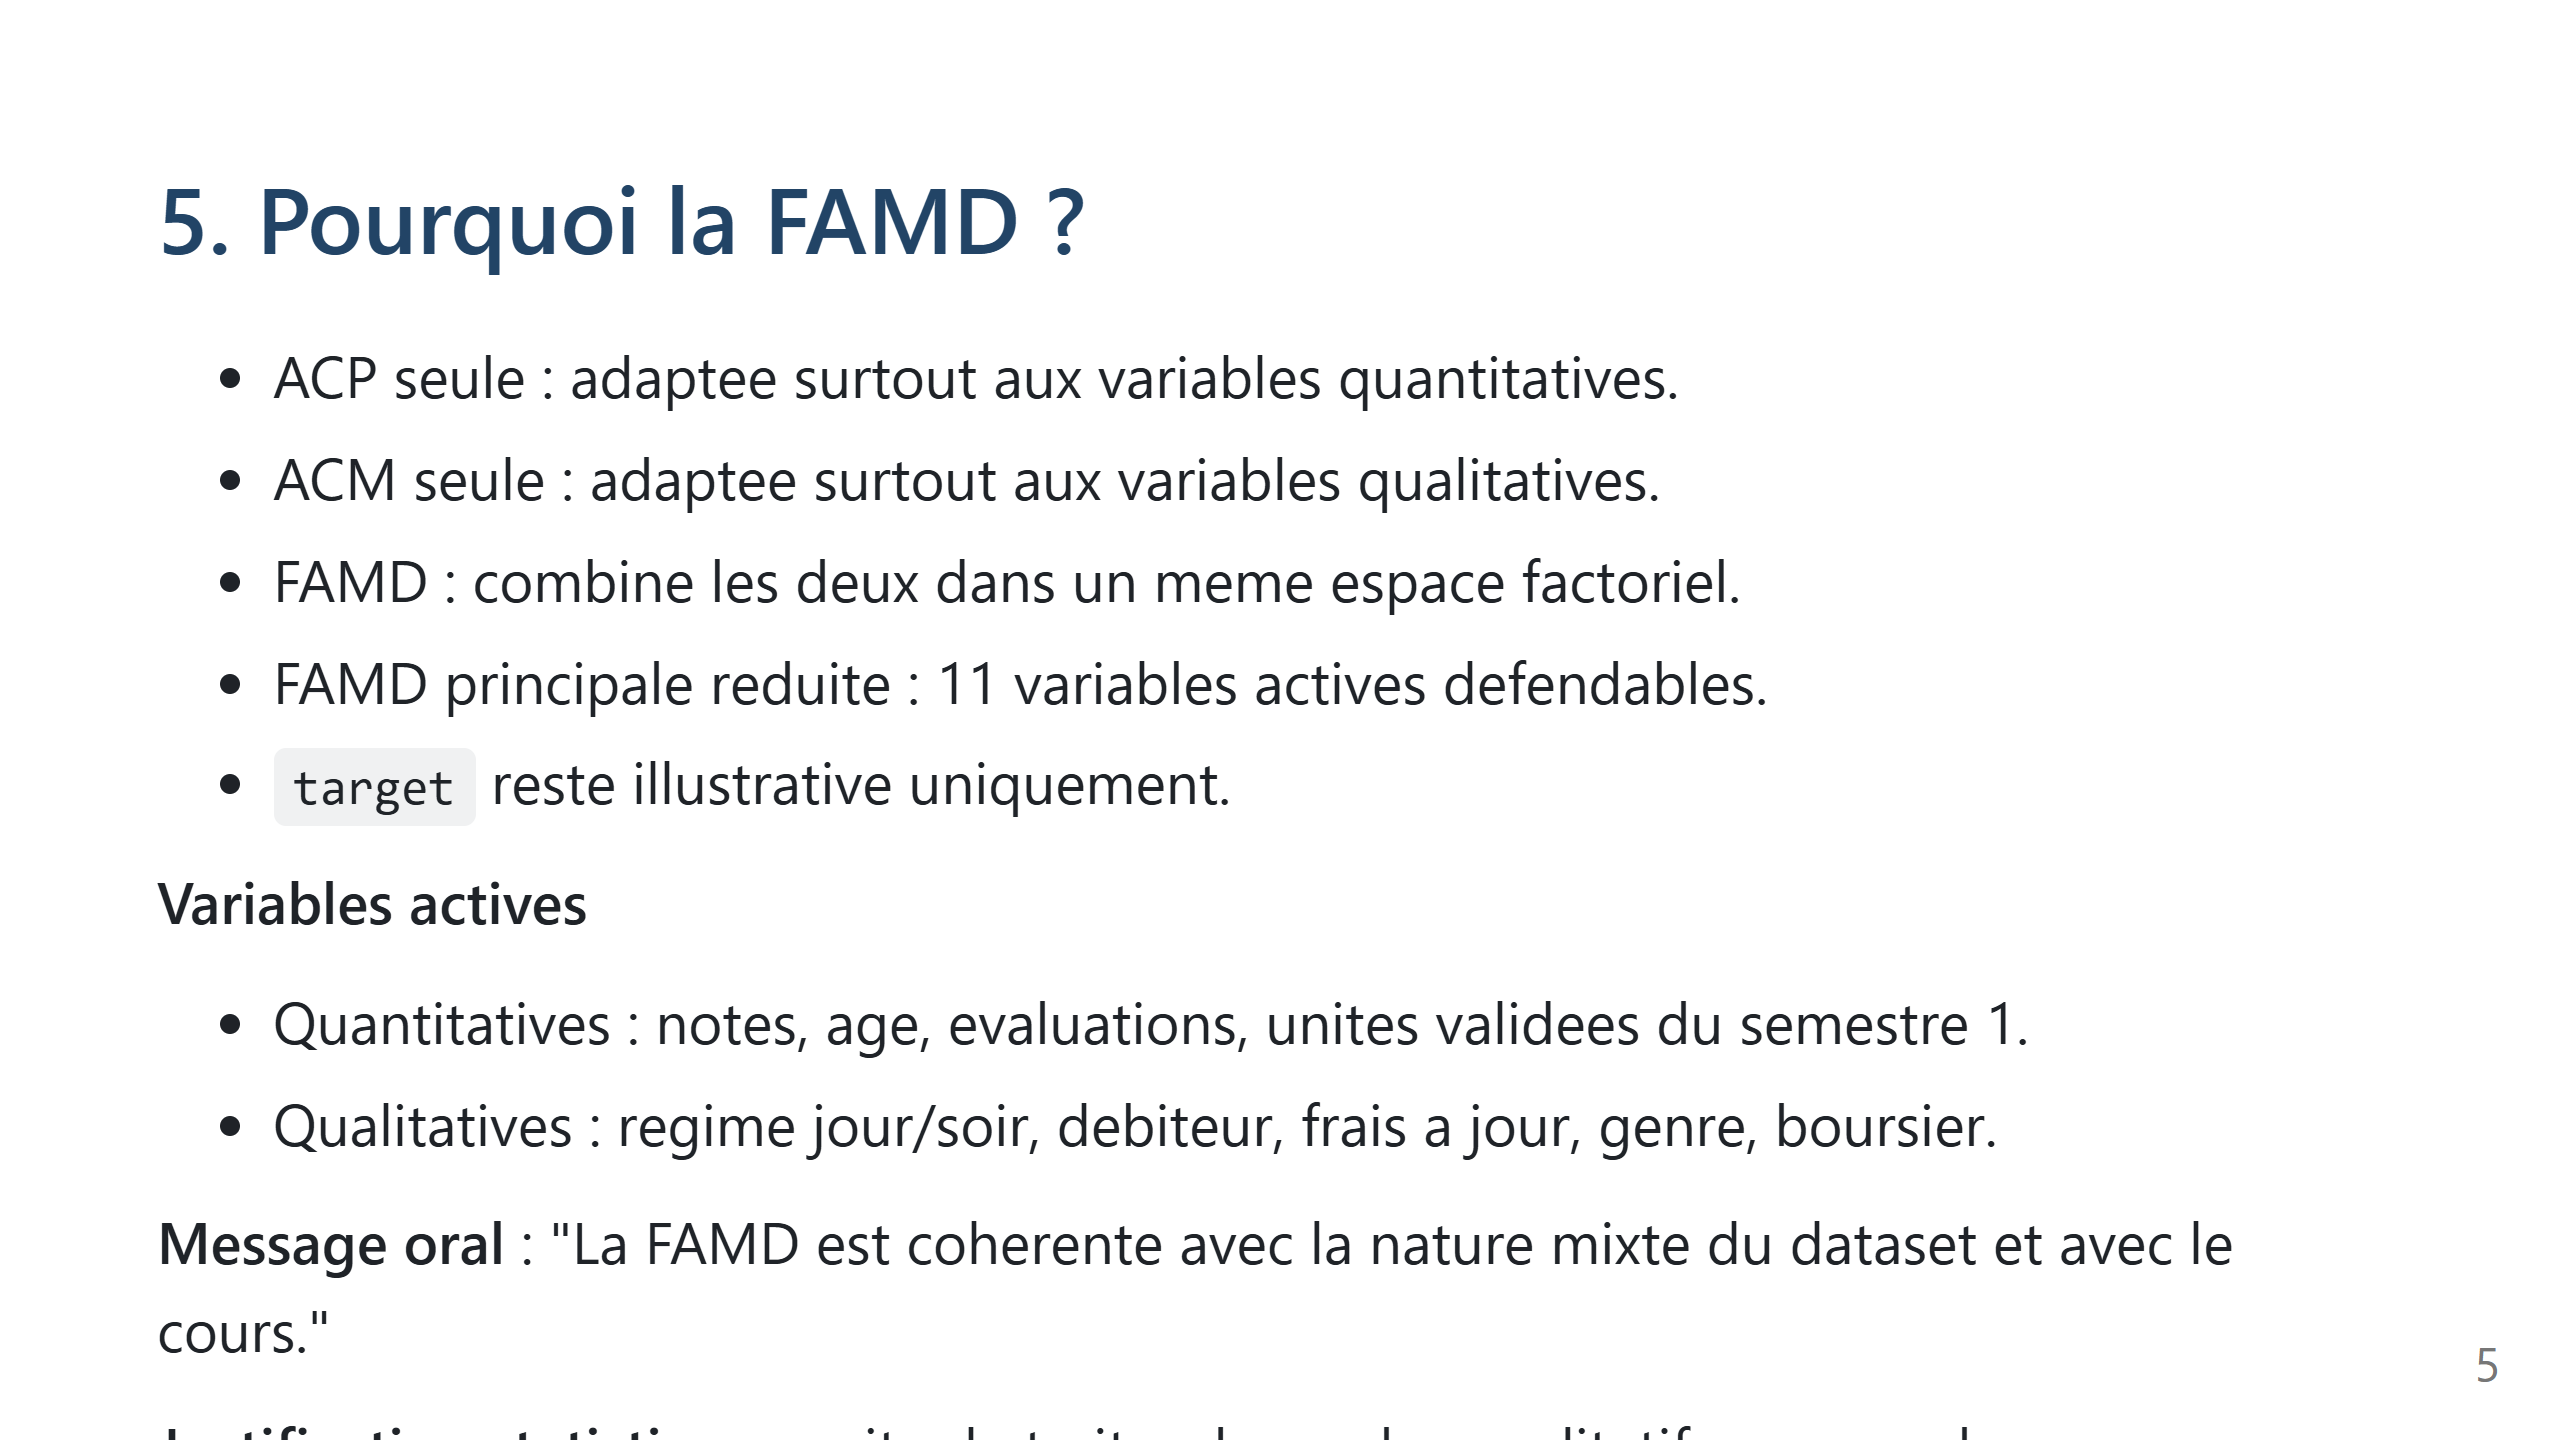 5. Pourquoi la FAMD ?
• ACP seule : adaptee surtout aux variables quantitatives.
• ACM seule : adaptee surtout aux variables qualitatives.
• FAMD : combine les deux dans un meme espace factoriel.
• FAMD principale reduite : 11 variables actives defendables.
• target reste illustrative uniquement.
Variables actives
• Quantitatives : notes, age, evaluations, unites validees du semestre 1.
• Qualitatives : regime jour/soir, debiteur, frais a jour, genre, boursier.
Message oral : "La FAMD est coherente avec la nature mixte du dataset et avec le
cours."
5